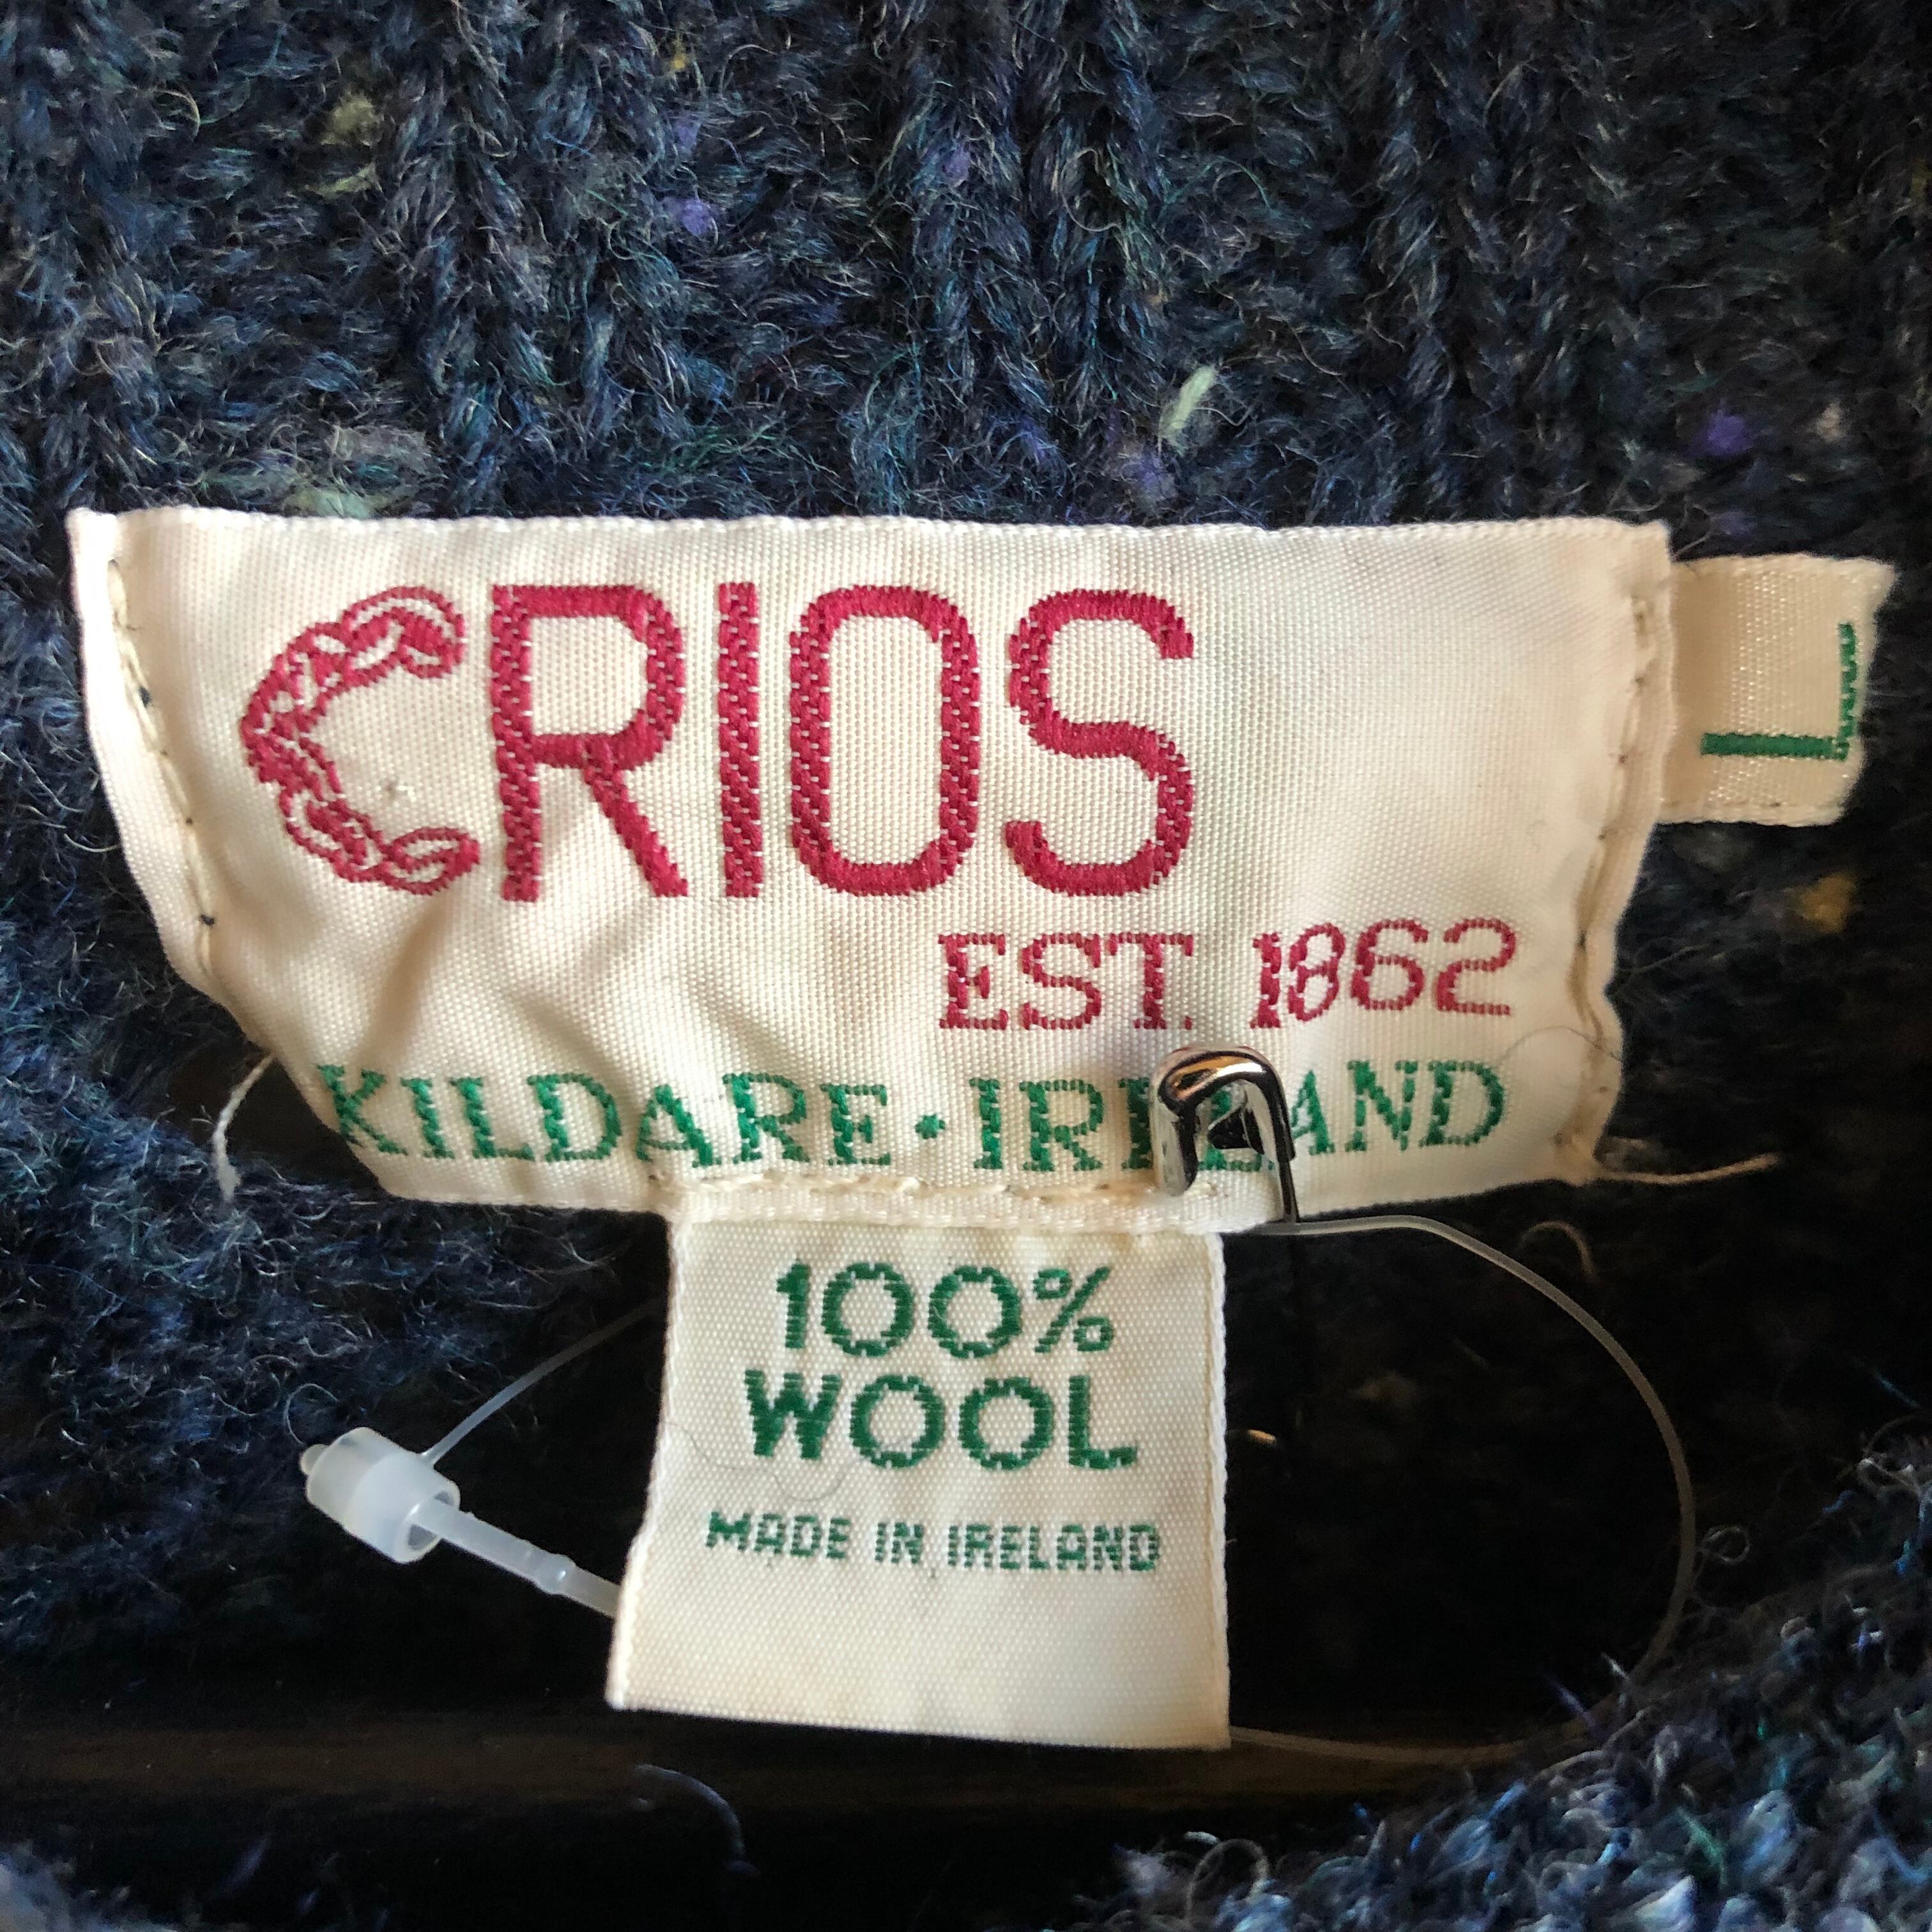 CRIOS
EST. 1862
KILDARE · IRELAND
L
100%
WOOL
MADE IN IRELAND